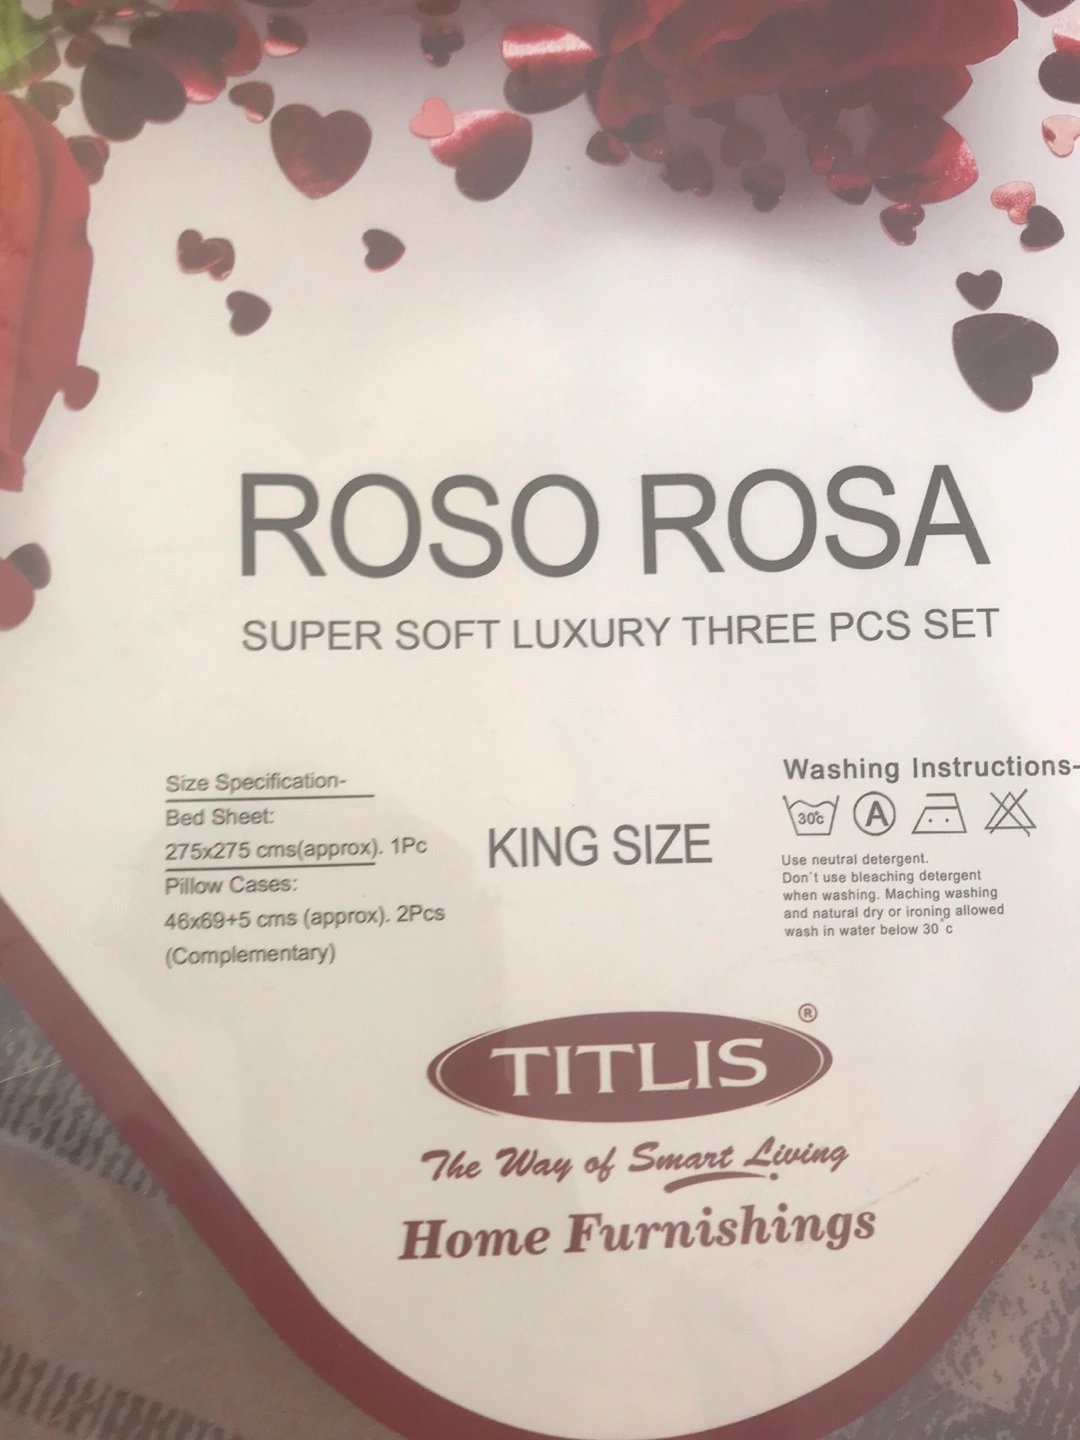 ROSO ROSA
SUPER SOFT LUXURY THREE PCS SET
Size Specification-
Bed Sheet:
275x275 cms(approx). 1Pc
Pillow Cases:
46x69+5 cms (approx). 2Pcs
(Complementary)
KING SIZE
Washing Instructions-
30c
A
Use neutral detergent.
Don't use bleaching detergent
when washing. Maching washing
and natural dry or ironing allowed
wash in water below 30°c
TITLIS ®
The Way of Smart Living
Home Furnishings